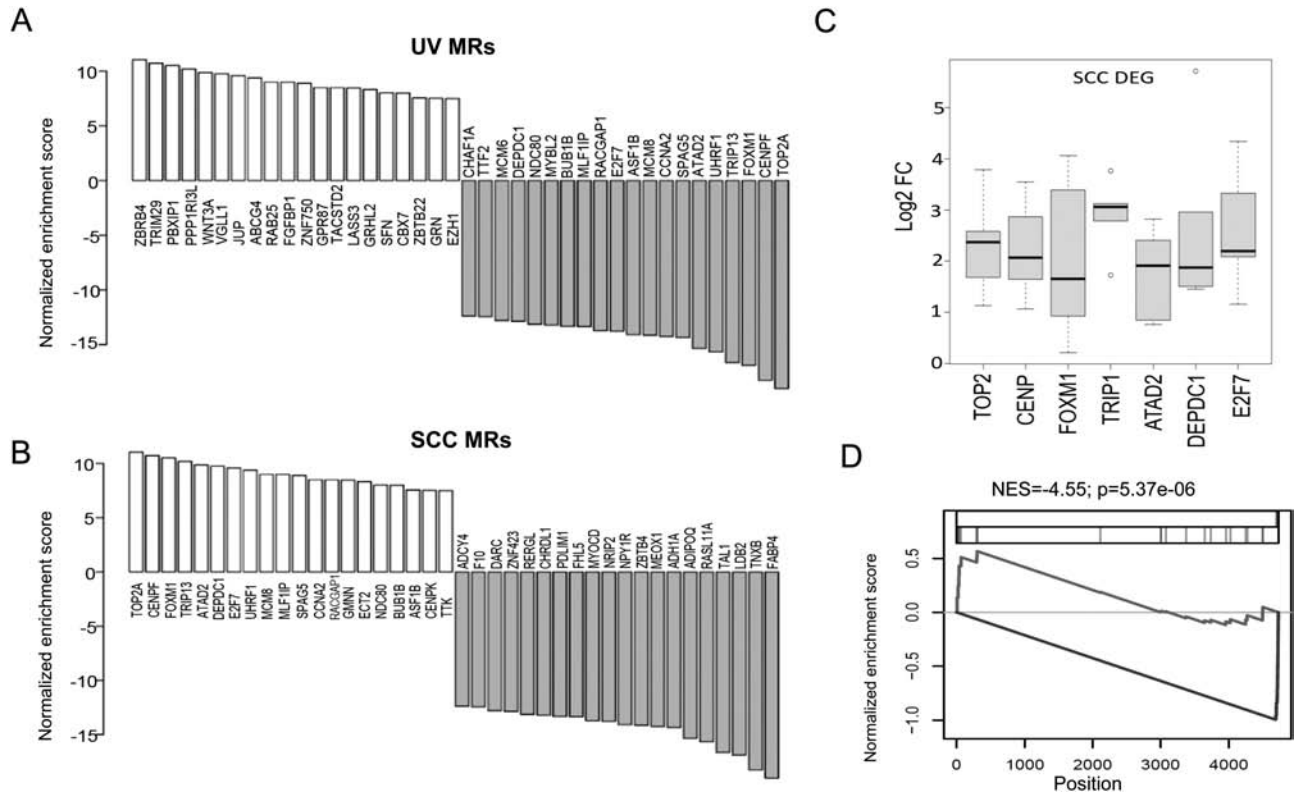 A
UV MRs
Normalized enrichment score
10
5
0
-5
-10
-15
ZBRB4
TRIM29
PBXIP1
PPP1RI3L
WNT3A
VGLL1
JUP
ABCG4
RAB25
FGFBP1
ZNF750
GPR87
TACSTD2
LASS3
GRHL2
SFN
CBX7
ZBTB22
GRN
EZH1
CHAF1A
TTF2
MCM6
DEPDC1
NDC80
MYBL2
BUB1B
MLF1IP
RACGAP1
E2F7
ASF1B
MCM8
CCNA2
SPAG5
ATAD2
UHRF1
TRIP13
FOXM1
CENPF
TOP2A
B
SCC MRs
Normalized enrichment score
10
5
0
-5
-10
-15
TOP2A
CENPF
FOXM1
TRIP13
ATAD2
DEPDC1
E2F7
UHRF1
MCM8
MLF1IP
SPAG5
CCNA2
RACGAP1
GMNN
ECT2
NDC80
BUB1B
ASF1B
CENPK
TTK
ADCY4
F10
DARC
ZNF423
RERGL
CHRDL1
PDLIM1
FHL5
MYOCD
NRIP2
NPY1R
ZBTB4
MEOX1
ADH1A
ADIPOQ
RASL11A
TAL1
LDB2
TNXB
FABP4
C
SCC DEG
Log2 FC
5
4
3
2
1
0
TOP2
CENP
FOXM1
TRIP1
ATAD2
DEPDC1
E2F7
D
NES=-4.55; p=5.37e-06
Normalized enrichment score
0.5
0.0
-0.5
-1.0
0 1000 2000 3000 4000
Position